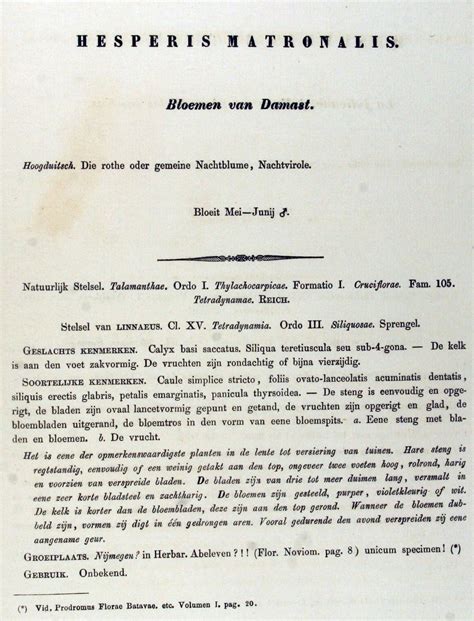 HESPERIS MATRONALIS.
Bloemen van Damast.
Hoogduitsch. Die rothe oder gemeine Nachtblume, Nachtvirole.
Bloeit Mei—Junij ♂.
Natuurlijk Stelsel. Talamanthae. Ordo I. Thylachocarpicae. Formatio I. Cruciflorae. Fam. 105.
Tetradynamae. REICH.
Stelsel van LINNAEUS. Cl. XV. Tetradynamia. Ordo III. Siliquosae. Sprengel.
GESLACHTS KENMERKEN. Calyx basi saccatus. Siliqua teretiuscula seu sub-4-gona. — De kelk
is aan den voet zakvormig. De vruchten zijn rondachtig of bijna vierzijdig.
SOORTELIJKE KENMERKEN. Caule simplice stricto, foliis ovato-lanceolatis acuminatis dentatis,
siliquis erectis glabris, petalis emarginatis, panicula thyrsoidea. — De steng is eenvoudig en opge-
rigt, de bladen zijn ovaal lancetvormig gepunt en getand, de vruchten zijn opgerigt en glad, de
bloembladen uitgerand, de bloemtros in den vorm van eene bloemspits. a. Eene steng met bla-
den en bloemen. b. De vrucht.
Het is eene der opmerkenswaardigste planten in de lente tot versiering van tuinen. Hare steng is
regtstandig, eenvoudig of een weinig getakt aan den top, ongeveer twee voeten hoog, rolrond, harig
en voorzien van verspreide bladen. De bladen zijn van drie tot meer duimen lang, versmalt in
eene zeer korte bladsteel en zachtharig. De bloemen zijn gesteeld, purper, violetkleurig of wit.
De kelk is korter dan de bloembladen, deze zijn aan den top gerond. Wanneer de bloemen dub-
beld zijn, vormen zij digt in één gedrongen aren. Vooral gedurende den avond verspreiden zij eene
aangename geur.
GROEIPLAATS. Nijmegen? in Herbar. Abeleven?!! (Flor. Noviom. pag. 8) unicum specimen! (*)
GEBRUIK. Onbekend.
(*) Vid. Prodromus Florae Batavae. etc. Volumen I. pag. 20.